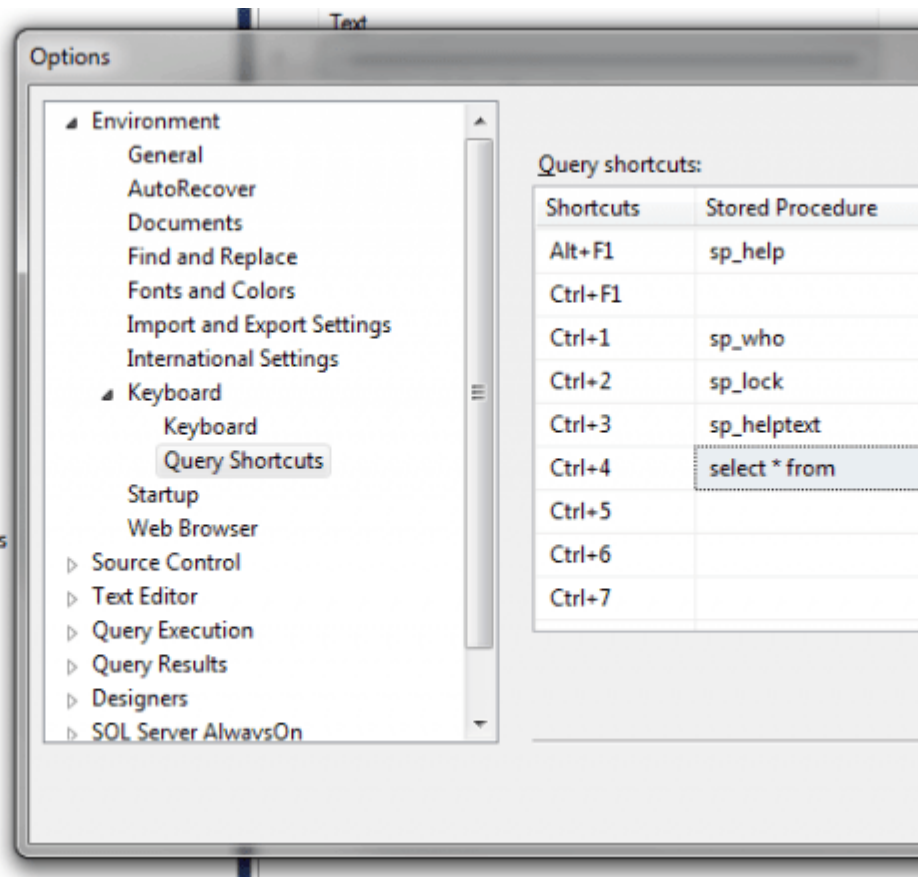 Text
Options
Environment
General
AutoRecover
Documents
Find and Replace
Fonts and Colors
Import and Export Settings
International Settings
Keyboard
Keyboard
Query Shortcuts
Startup
Web Browser
Source Control
Text Editor
Query Execution
Query Results
Designers
SQL Server AlwaysOn
Query shortcuts:
Shortcuts Stored Procedure
Alt+F1 sp_help
Ctrl+F1
Ctrl+1 sp_who
Ctrl+2 sp_lock
Ctrl+3 sp_helptext
Ctrl+4 select * from
Ctrl+5
Ctrl+6
Ctrl+7
s